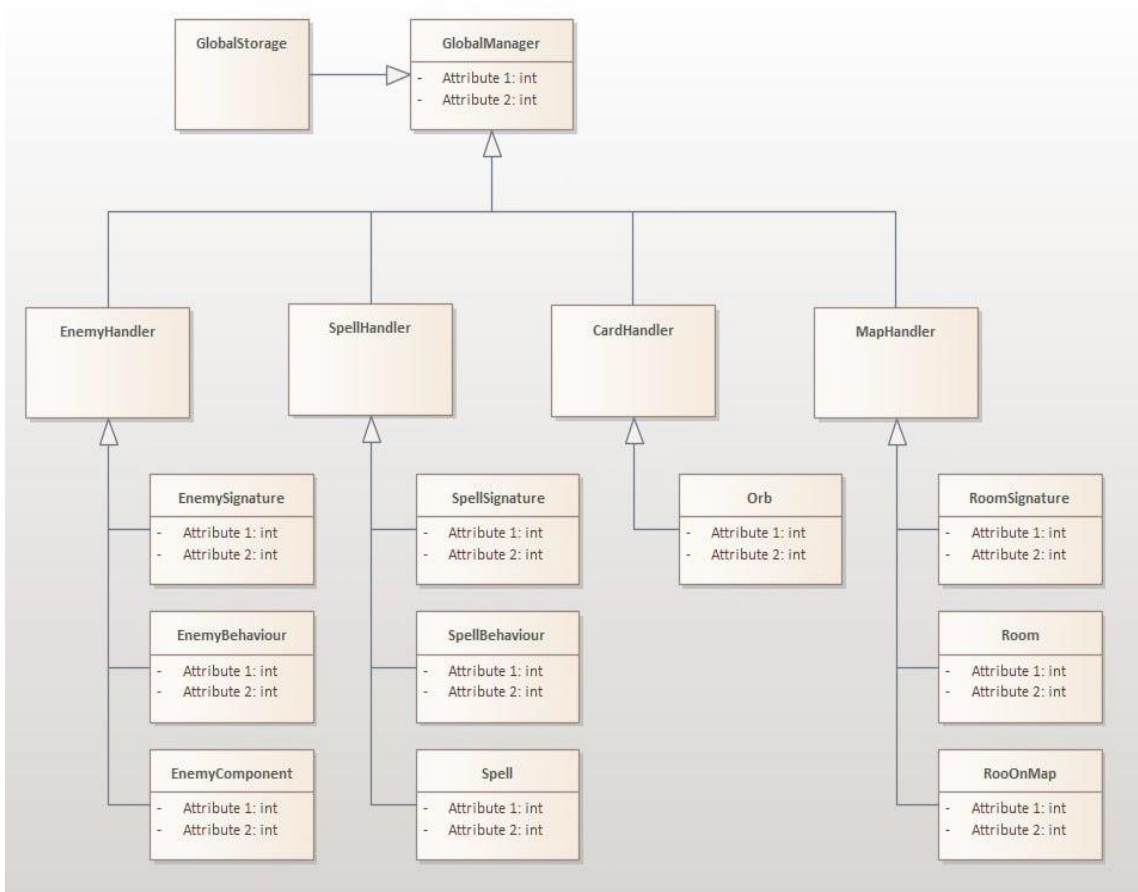 GlobalStorage
GlobalManager
- Attribute 1: int
- Attribute 2: int
EnemyHandler
SpellHandler
CardHandler
MapHandler
EnemySignature
- Attribute 1: int
- Attribute 2: int
SpellSignature
- Attribute 1: int
- Attribute 2: int
Orb
- Attribute 1: int
- Attribute 2: int
RoomSignature
- Attribute 1: int
- Attribute 2: int
EnemyBehaviour
- Attribute 1: int
- Attribute 2: int
SpellBehaviour
- Attribute 1: int
- Attribute 2: int
Room
- Attribute 1: int
- Attribute 2: int
EnemyComponent
- Attribute 1: int
- Attribute 2: int
Spell
- Attribute 1: int
- Attribute 2: int
RooOnMap
- Attribute 1: int
- Attribute 2: int